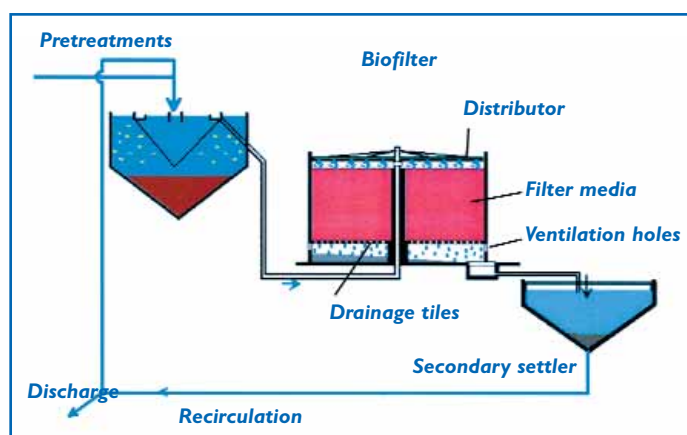 Pretreatments
Biofilter
Distributor
Filter media
Ventilation holes
Drainage tiles
Secondary settler
Discharge
Recirculation